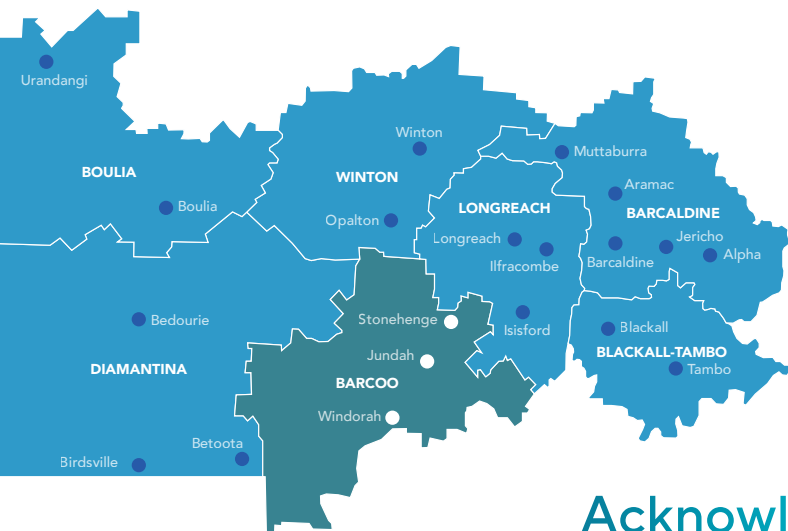 Urandangi
Winton
Muttaburra
BOULIA
WINTON
Aramac
Boulia
LONGREACH
BARCALDINE
Opalton
Longreach
Jericho
Alpha
Ilfracombe
Barcaldine
Bedourie
Stonehenge
Isisford
Blackall
Jundah
BLACKALL-TAMBO
DIAMANTINA
Tambo
BARCOO
Windorah
Betoota
Birdsville
Acknowl